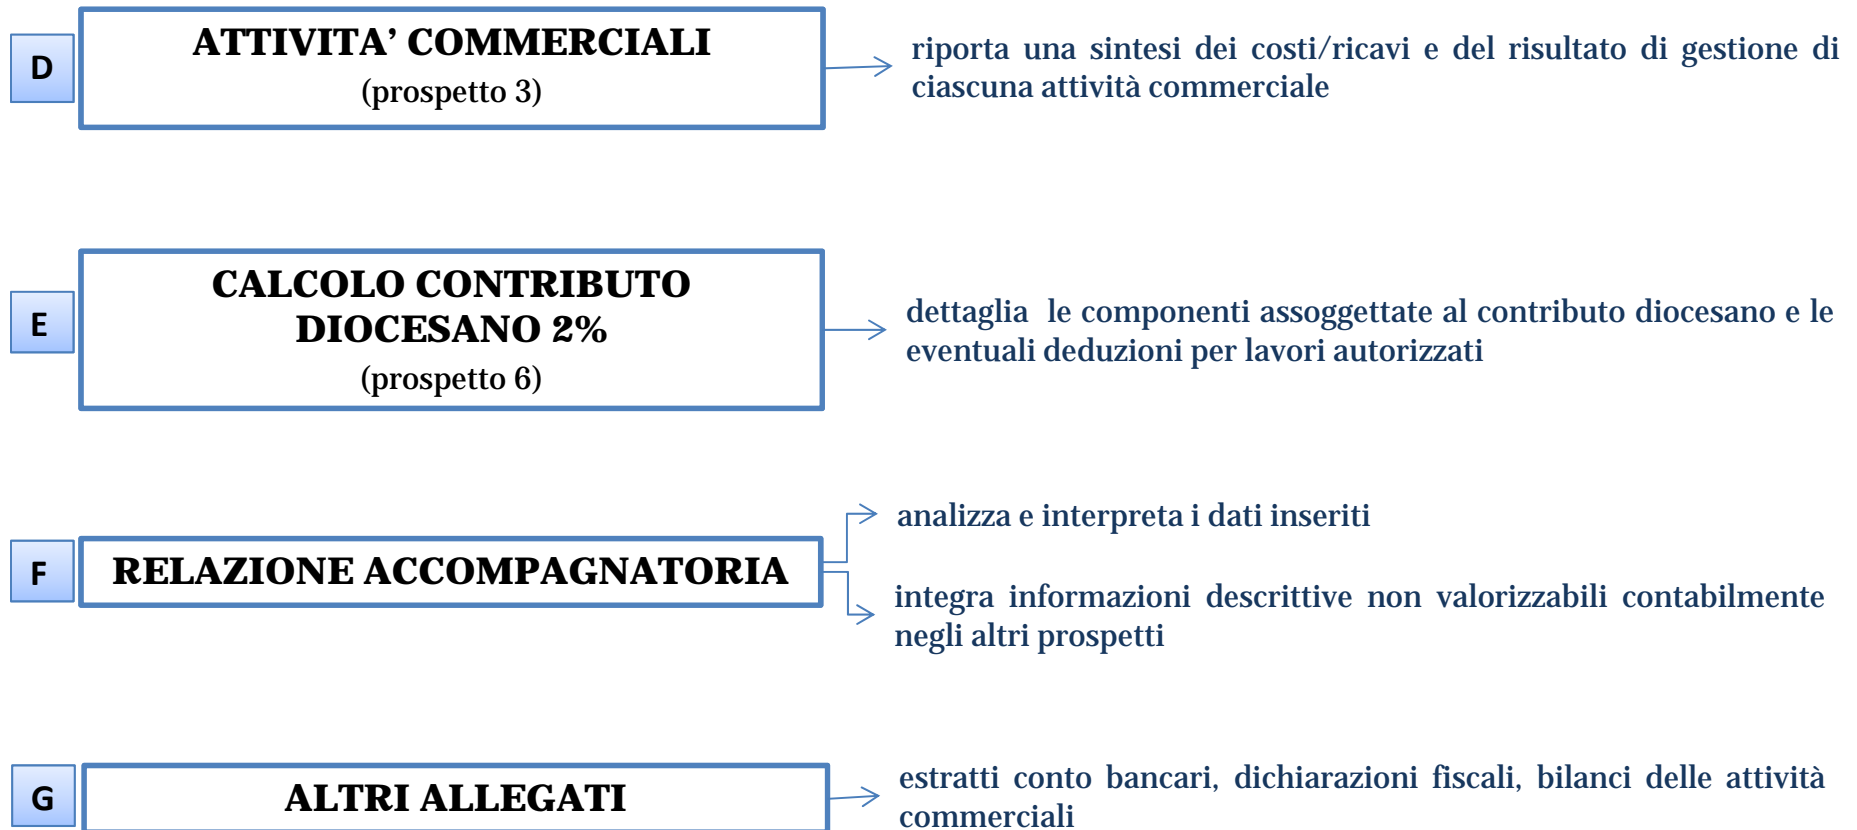 D
ATTIVITA’ COMMERCIALI
(prospetto 3)
riporta una sintesi dei costi/ricavi e del risultato di gestione di
ciascuna attività commerciale
E
CALCOLO CONTRIBUTO
DIOCESANO 2%
(prospetto 6)
dettaglia le componenti assoggettate al contributo diocesano e le
eventuali deduzioni per lavori autorizzati
F
RELAZIONE ACCOMPAGNATORIA
analizza e interpreta i dati inseriti
integra informazioni descrittive non valorizzabili contabilmente
negli altri prospetti
G
ALTRI ALLEGATI
estratti conto bancari, dichiarazioni fiscali, bilanci delle attività
commerciali